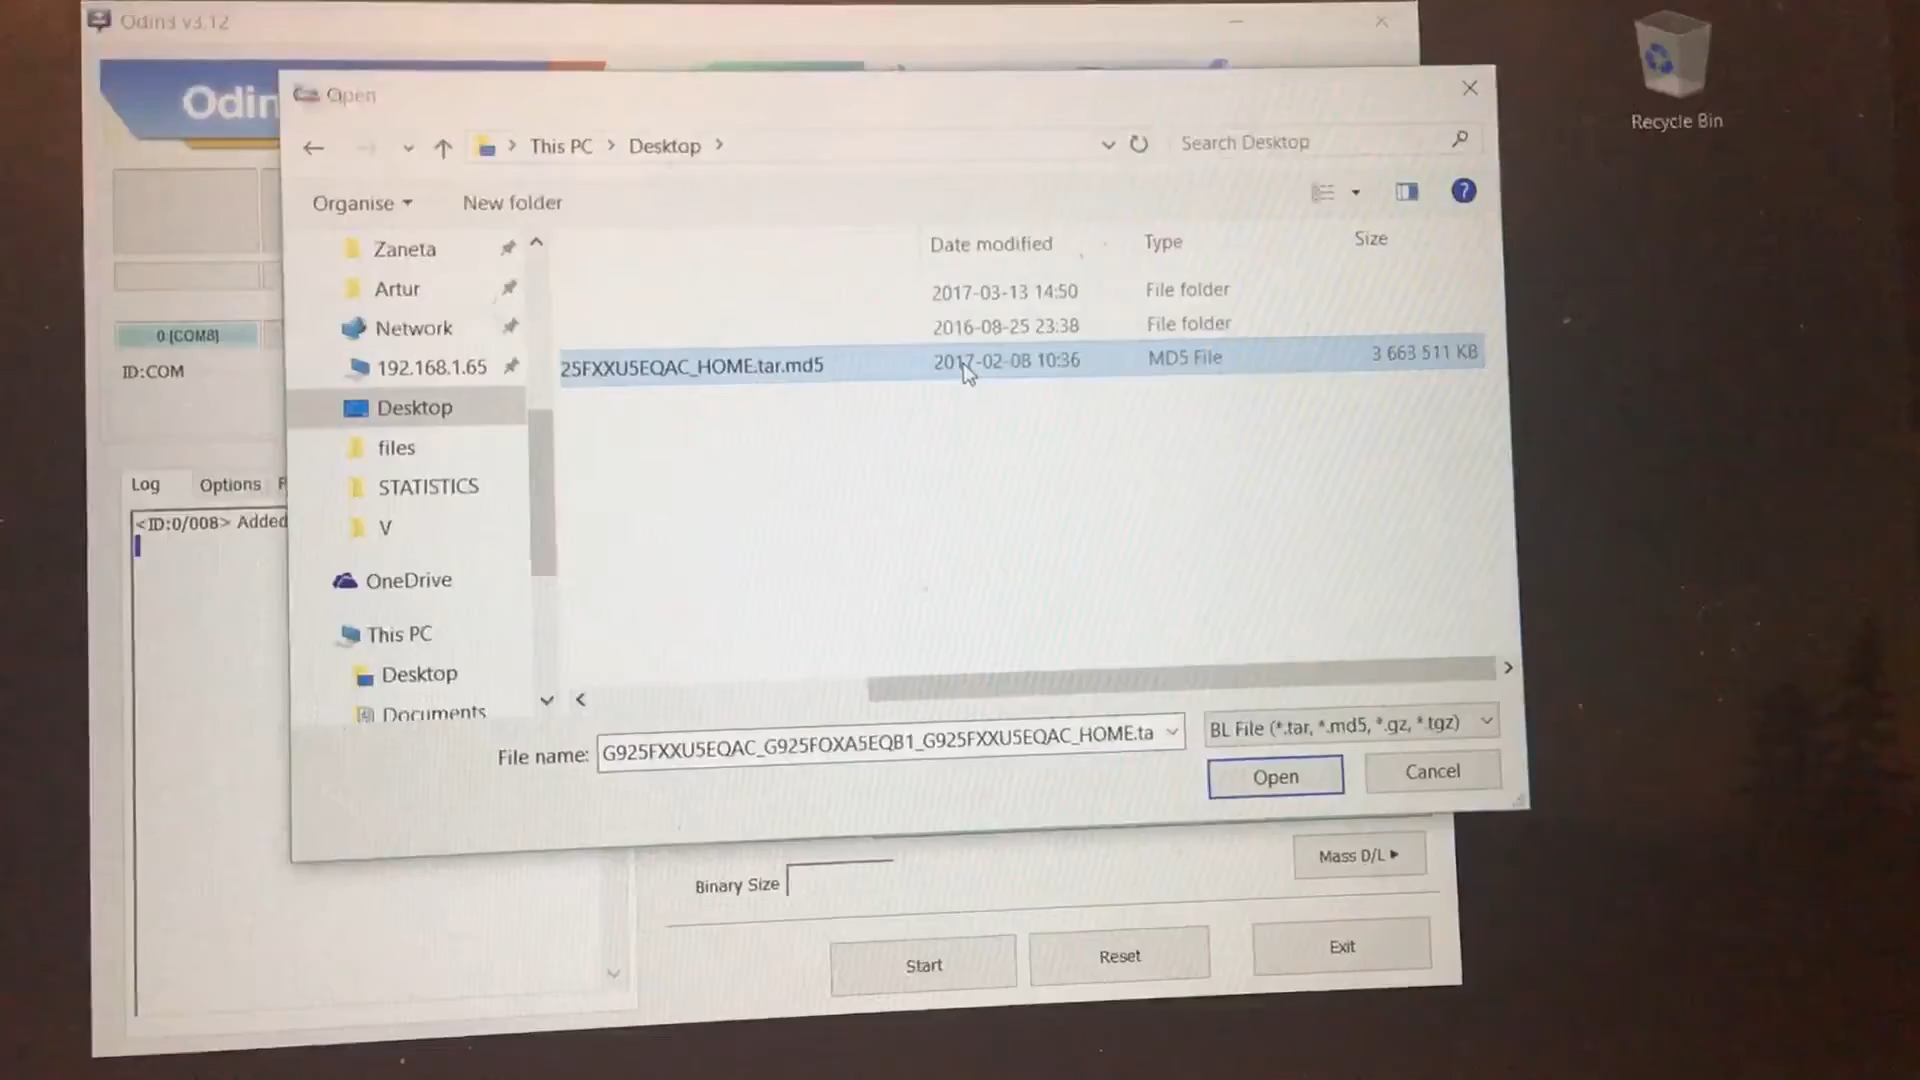 Odin3 v3.12
Recycle Bin
Odin
Open
This PC
Desktop
Search Desktop
Organise
New folder
?
Date modified
Type
Size
Zaneta
Artur
Network
192.168.1.65
Desktop
files
STATISTICS
V
OneDrive
This PC
Desktop
Documents
2017-03-13 14:50
File folder
2016-08-25 23:38
File folder
25FXXU5EQAC_HOME.tar.md5
2017-02-08 10:36
MD5 File
3 663 511 KB
0:[COM8]
ID:COM
Log
Options
<ID:0/008> Added
File name:
G925FXXU5EQAC_G925FOXA5EQB1_G925FXXU5EQAC_HOME.ta
BL File (*.tar, *.md5, *.gz, *.tgz)
Open
Cancel
Mass D/L
Binary Size
Start
Reset
Exit